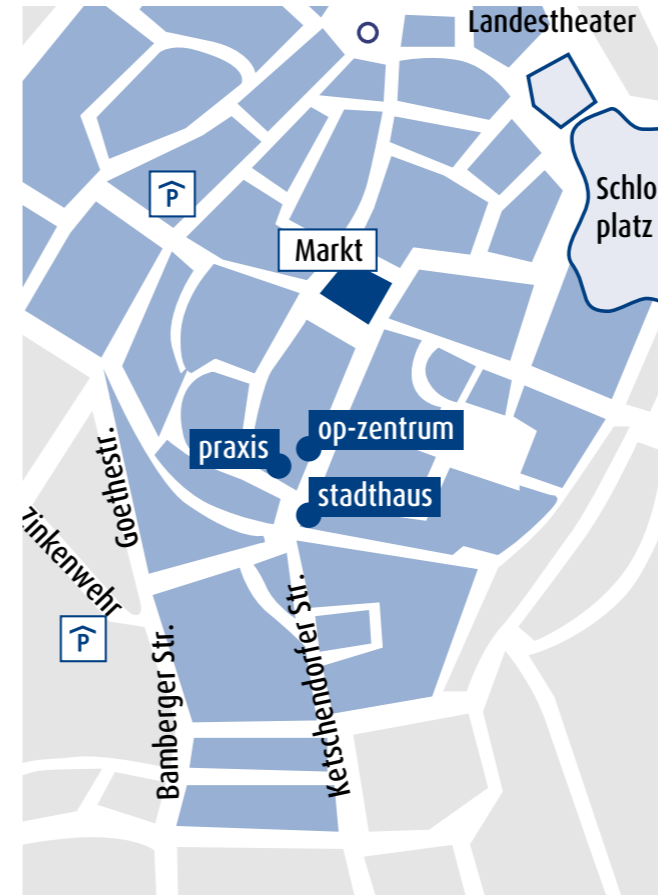 Landestheater
P
Schlo
platz
Markt
op-zentrum
praxis
stadthaus
Goethestr.
Zinkenwehr
P
Bamberger Str.
Ketschendorfer Str.